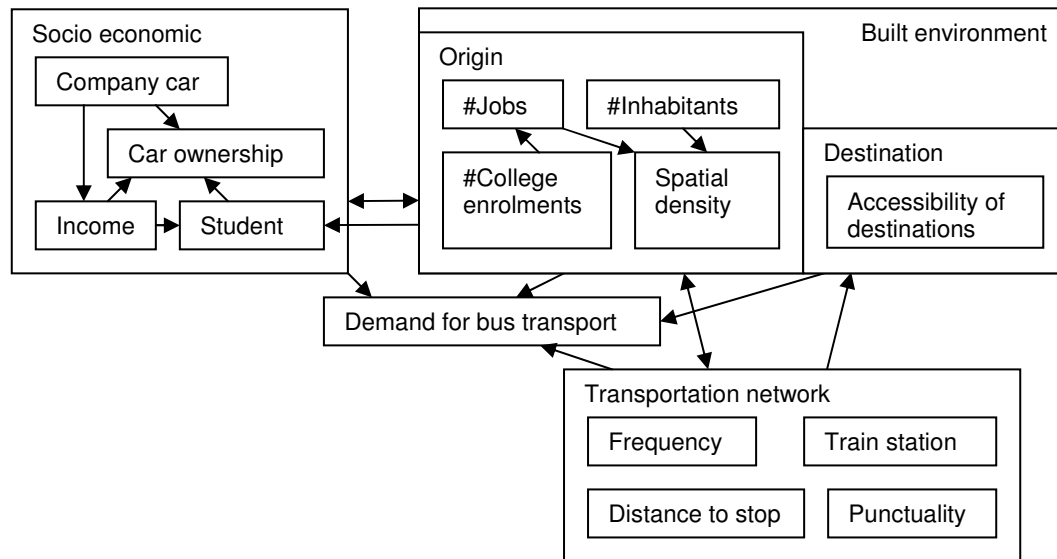 Socio economic
Company car
Car ownership
Income
Student
Built environment
Origin
#Jobs
#Inhabitants
#College
enrolments
Spatial
density
Destination
Accessibility of
destinations
Demand for bus transport
Transportation network
Frequency
Train station
Distance to stop
Punctuality